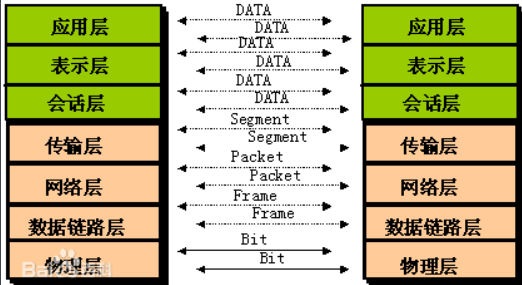 应用层 DATA 应用层
DATA
表示层 DATA 表示层
DATA
会话层 DATA 会话层
DATA
传输层 Segment 传输层
Segment
网络层 Packet 网络层
Packet
数据链路层 Frame 数据链路层
Frame
物理层 Bit 物理层
Bit